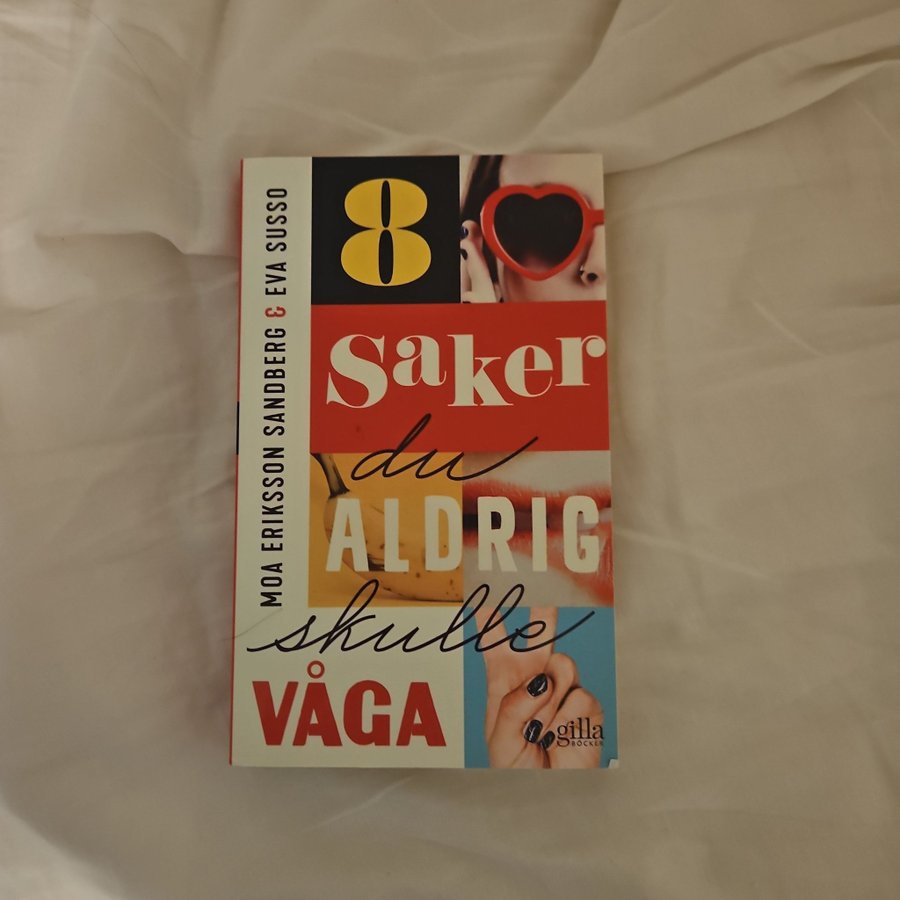 MOA ERIKSSON SANDBERG & EVA SUSSO
8
Saker
du
ALDRIG
skulle
VÅGA
gilla
BÖCKER